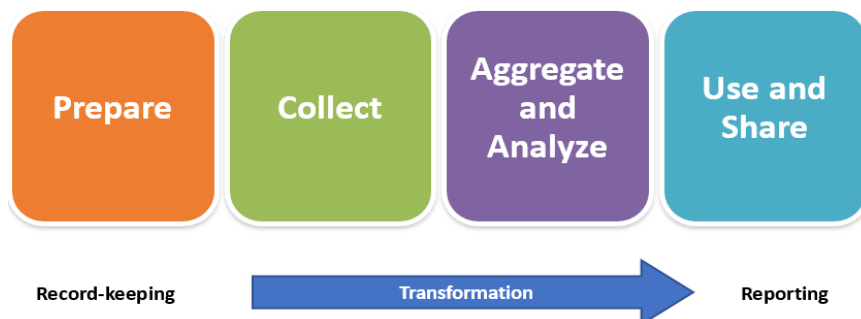 Prepare
Collect
Aggregate
and
Analyze
Use and
Share
Record-keeping
Transformation
Reporting